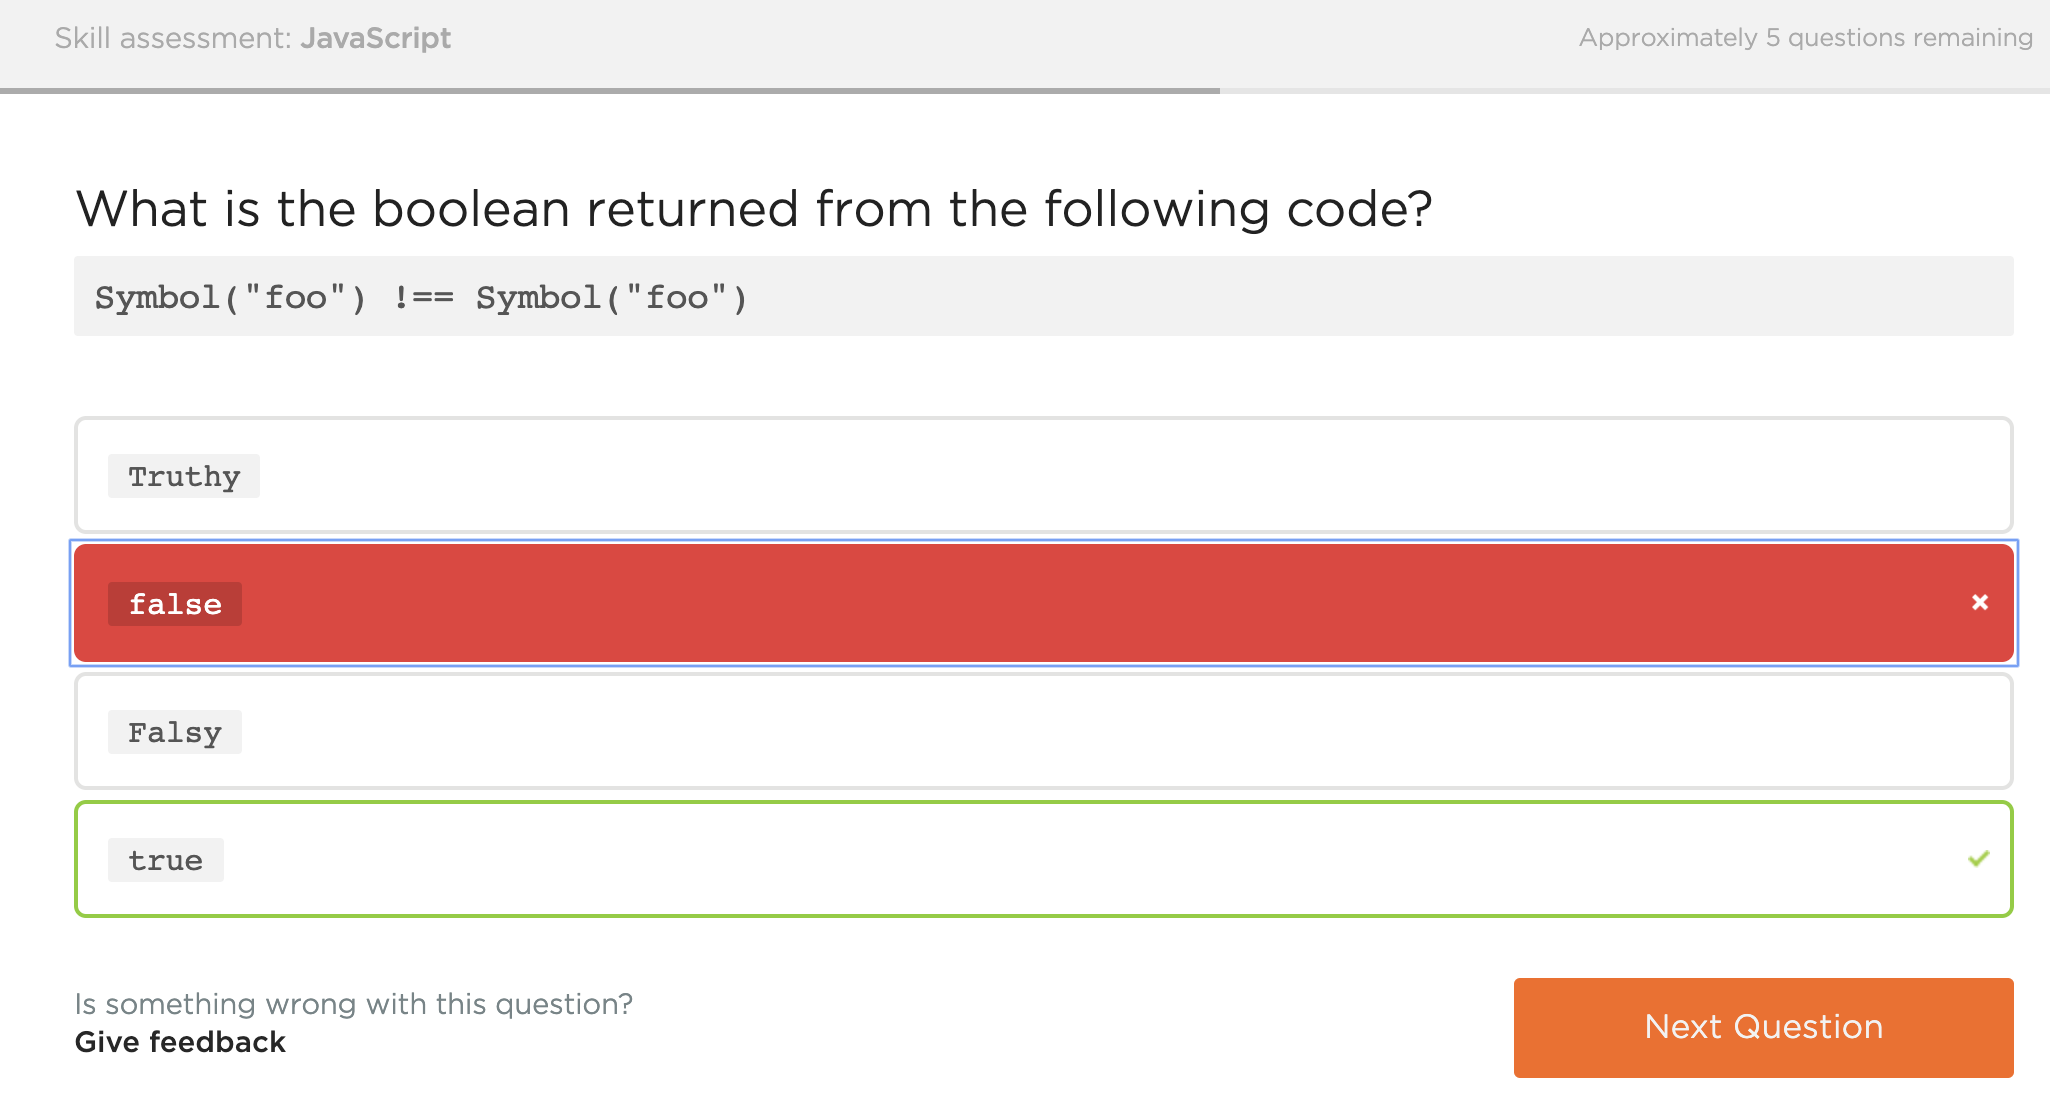 Skill assessment: JavaScript
Approximately 5 questions remaining
What is the boolean returned from the following code?
Symbol("foo") !== Symbol("foo")
Truthy
false
Falsy
true
Is something wrong with this question?
Give feedback
Next Question